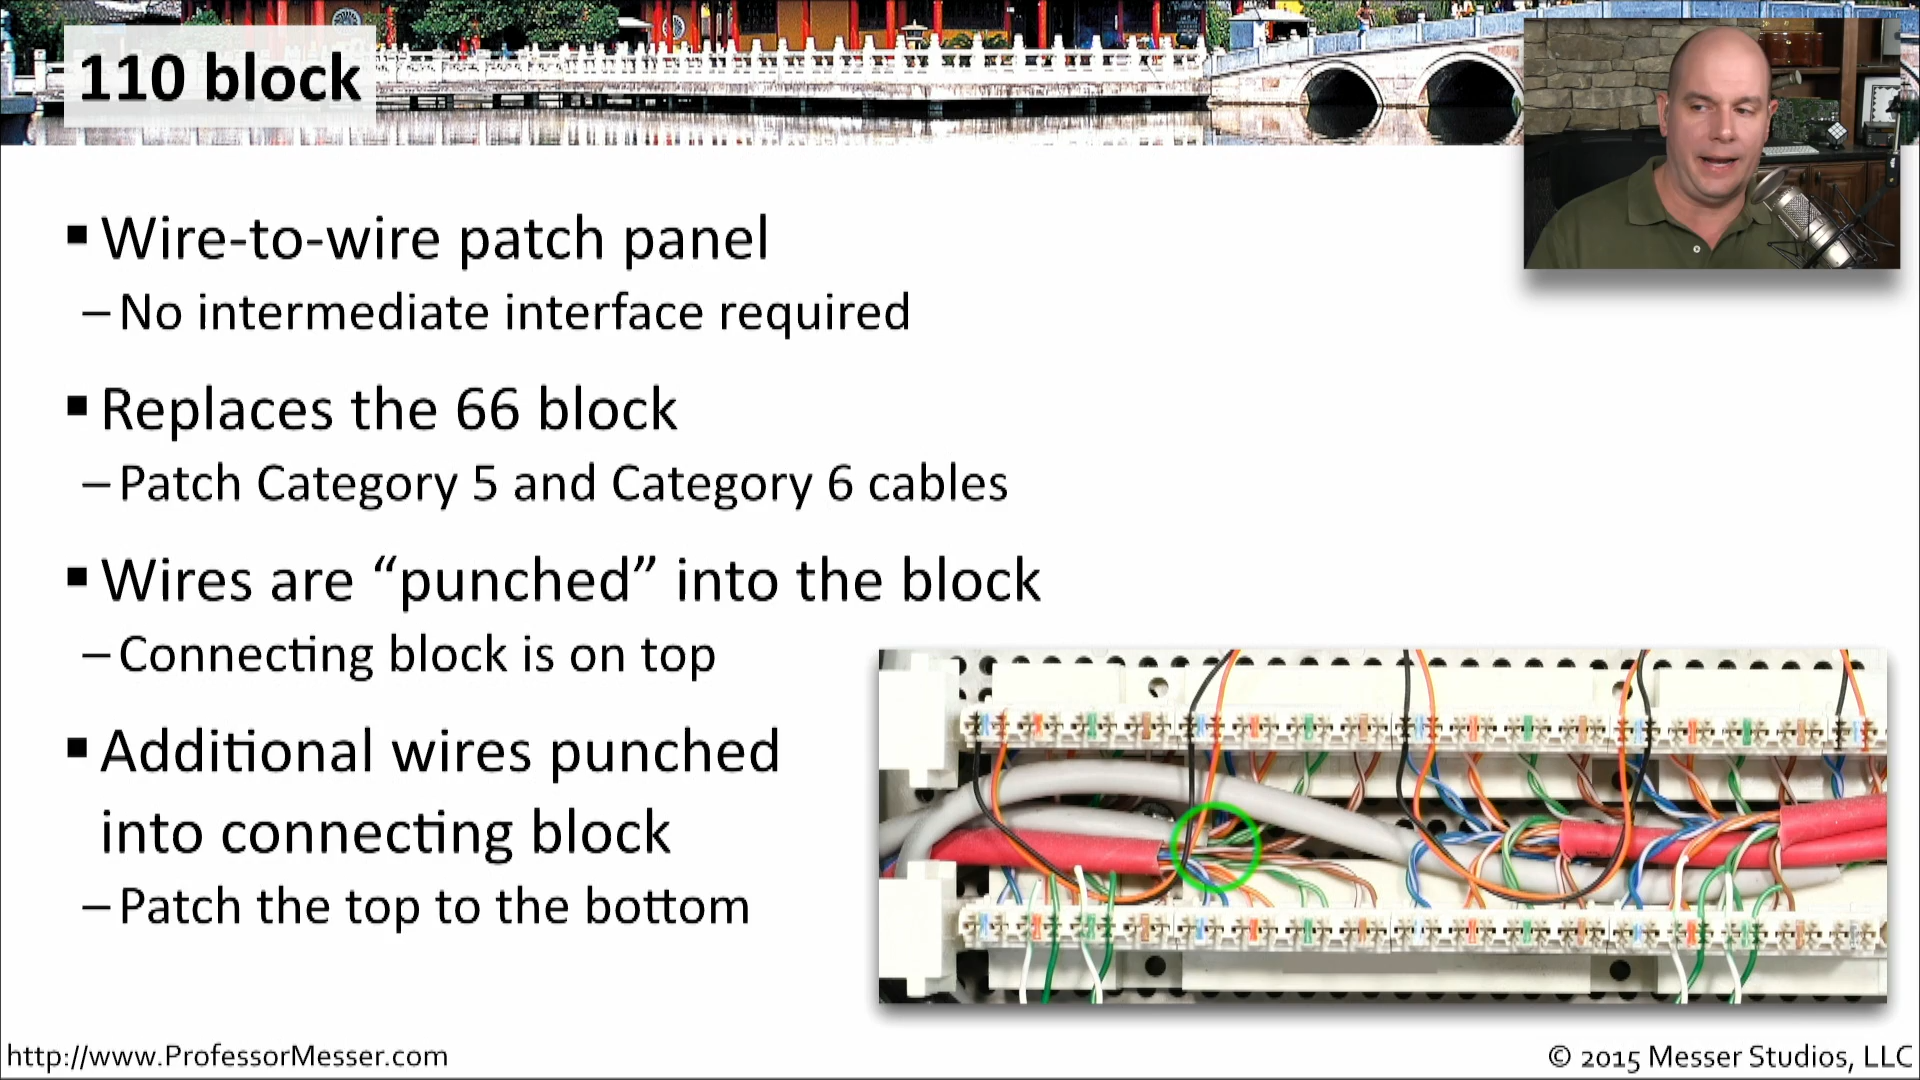 110 block
▪ Wire-to-wire patch panel
– No intermediate interface required
▪ Replaces the 66 block
– Patch Category 5 and Category 6 cables
▪ Wires are “punched” into the block
– Connecting block is on top
▪ Additional wires punched
into connecting block
– Patch the top to the bottom
http://www.ProfessorMesser.com
© 2015 Messer Studios, LLC